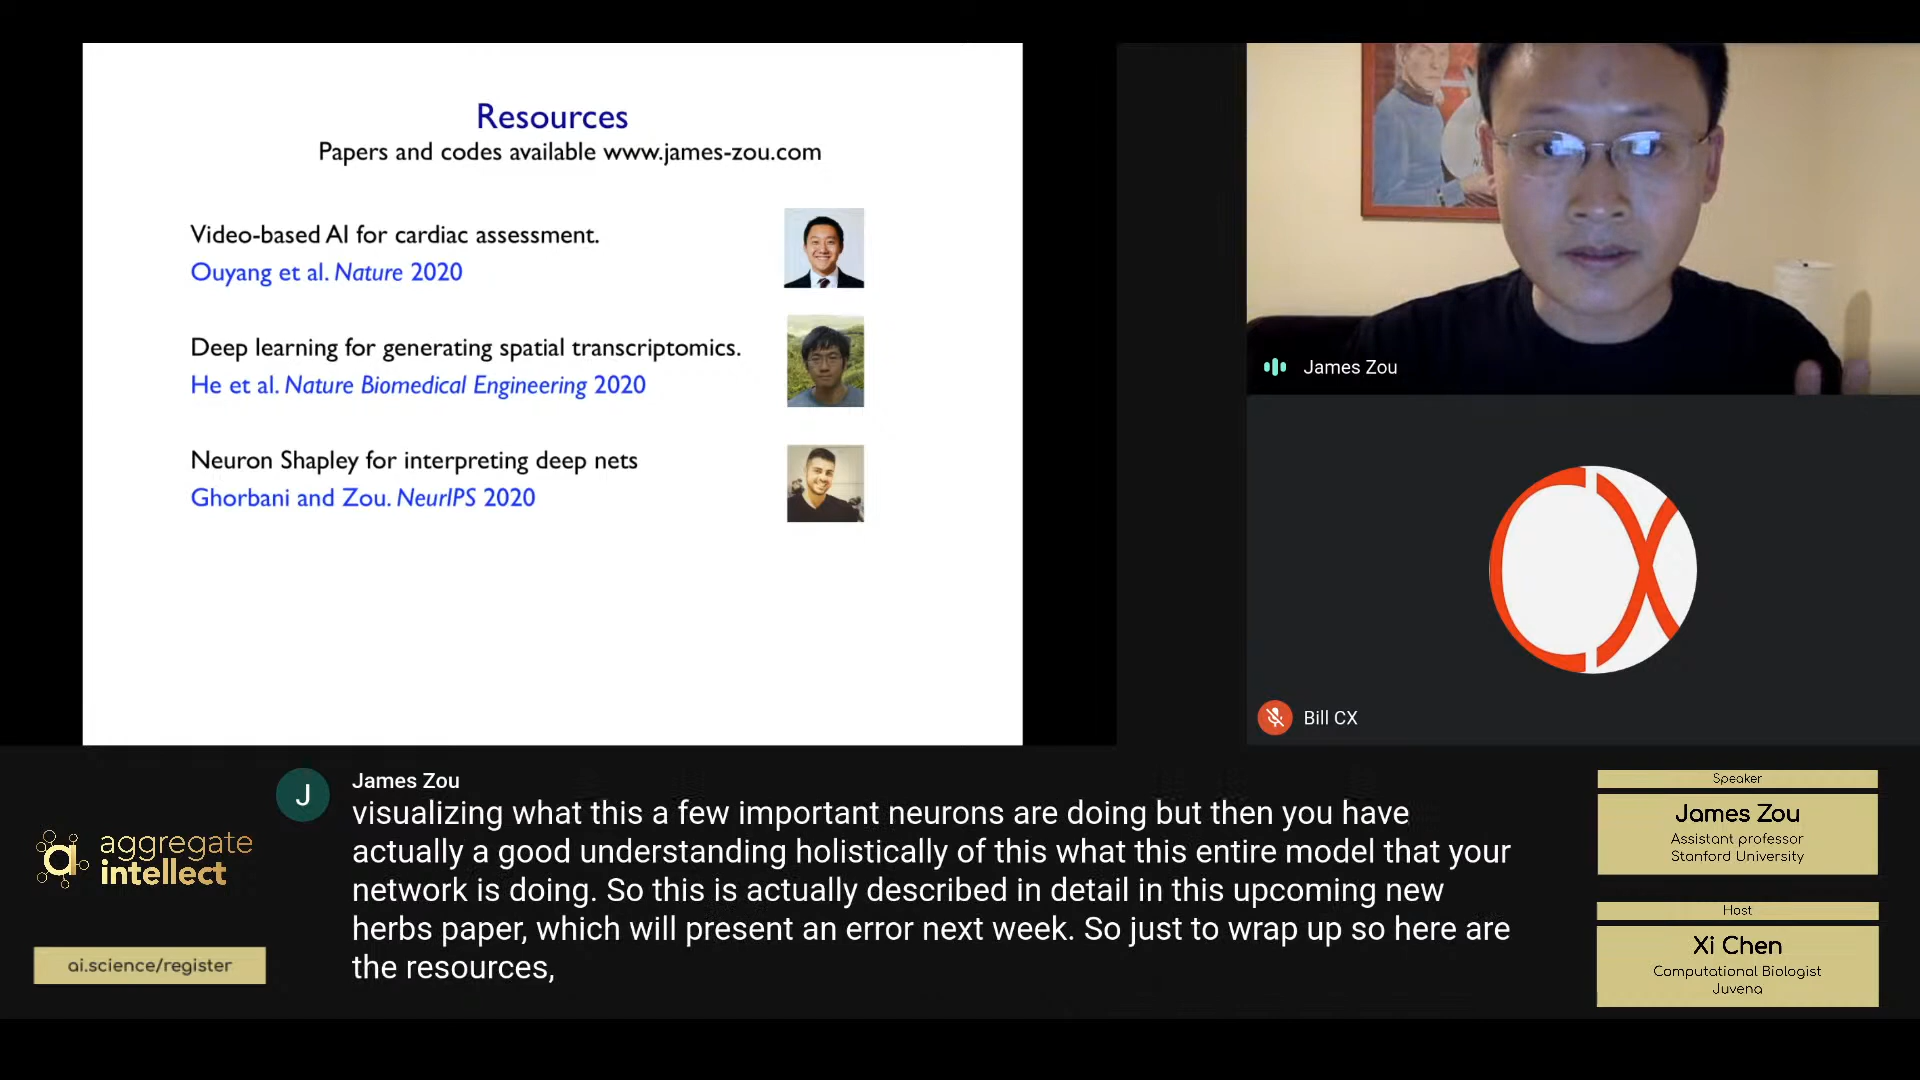 Resources
Papers and codes available www.james-zou.com
Video-based AI for cardiac assessment.
Ouyang et al. Nature 2020
Deep learning for generating spatial transcriptomics.
He et al. Nature Biomedical Engineering 2020
Neuron Shapley for interpreting deep nets
Ghorbani and Zou. NeurIPS 2020
James Zou
CX
Bill CX
J
James Zou
visualizing what this a few important neurons are doing but then you have
actually a good understanding holistically of this what this entire model that your
network is doing. So this is actually described in detail in this upcoming new
herbs paper, which will present an error next week. So just to wrap up so here are
the resources,
a
aggregate
intellect
ai.science/register
Speaker
James Zou
Assistant professor
Stanford University
Host
Xi Chen
Computational Biologist
Juvena